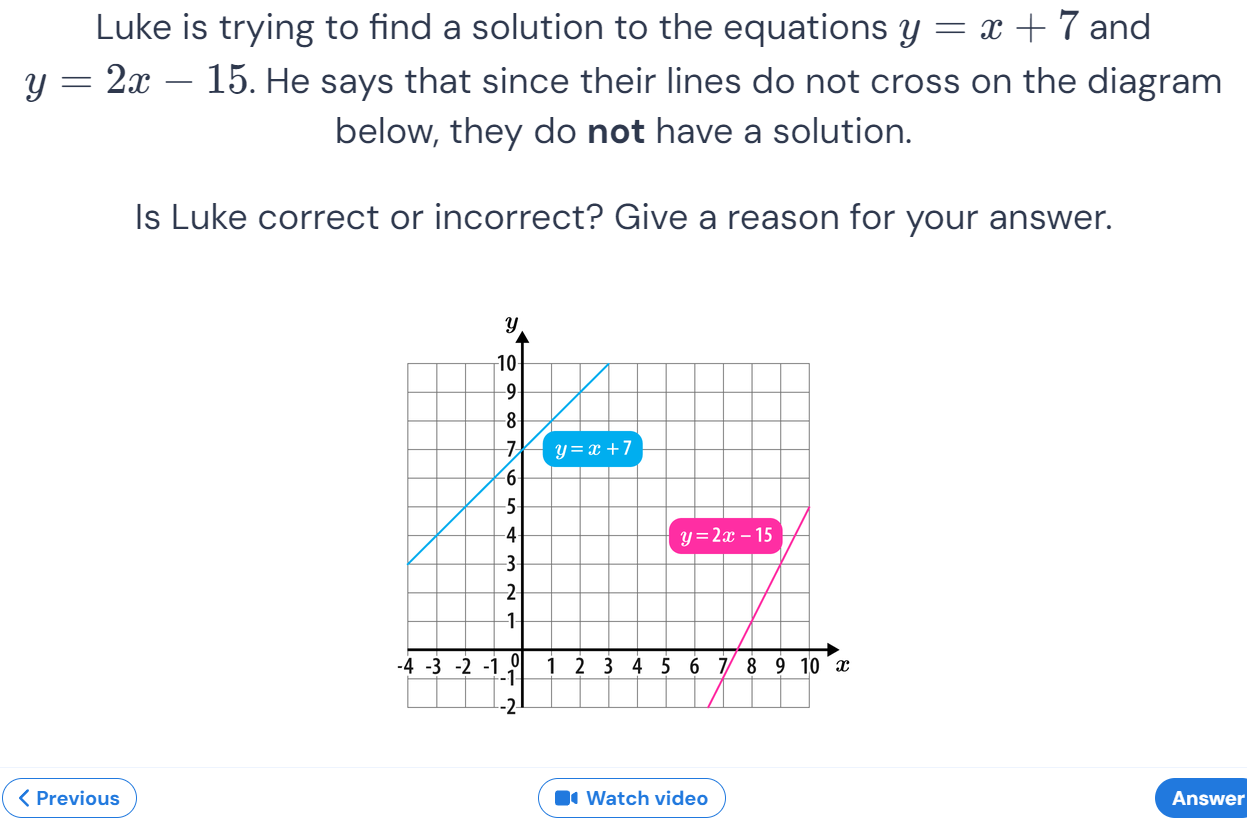 Luke is trying to find a solution to the equations y = x + 7 and
y = 2x − 15. He says that since their lines do not cross on the diagram
below, they do not have a solution.
Is Luke correct or incorrect? Give a reason for your answer.
y
10
9
8
7
y = x + 7
6
5
4
y = 2x − 15
3
2
1
-4 -3 -2 -1 0 1 2 3 4 5 6 7 8 9 10 x
-1
-2
Previous
Watch video
Answer